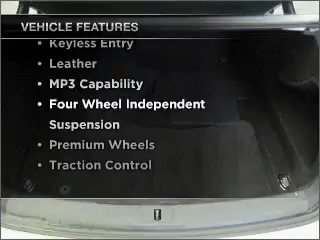 VEHICLE FEATURES
• Keyless Entry
• Leather
• MP3 Capability
• Four Wheel Independent
Suspension
• Premium Wheels
• Traction Control